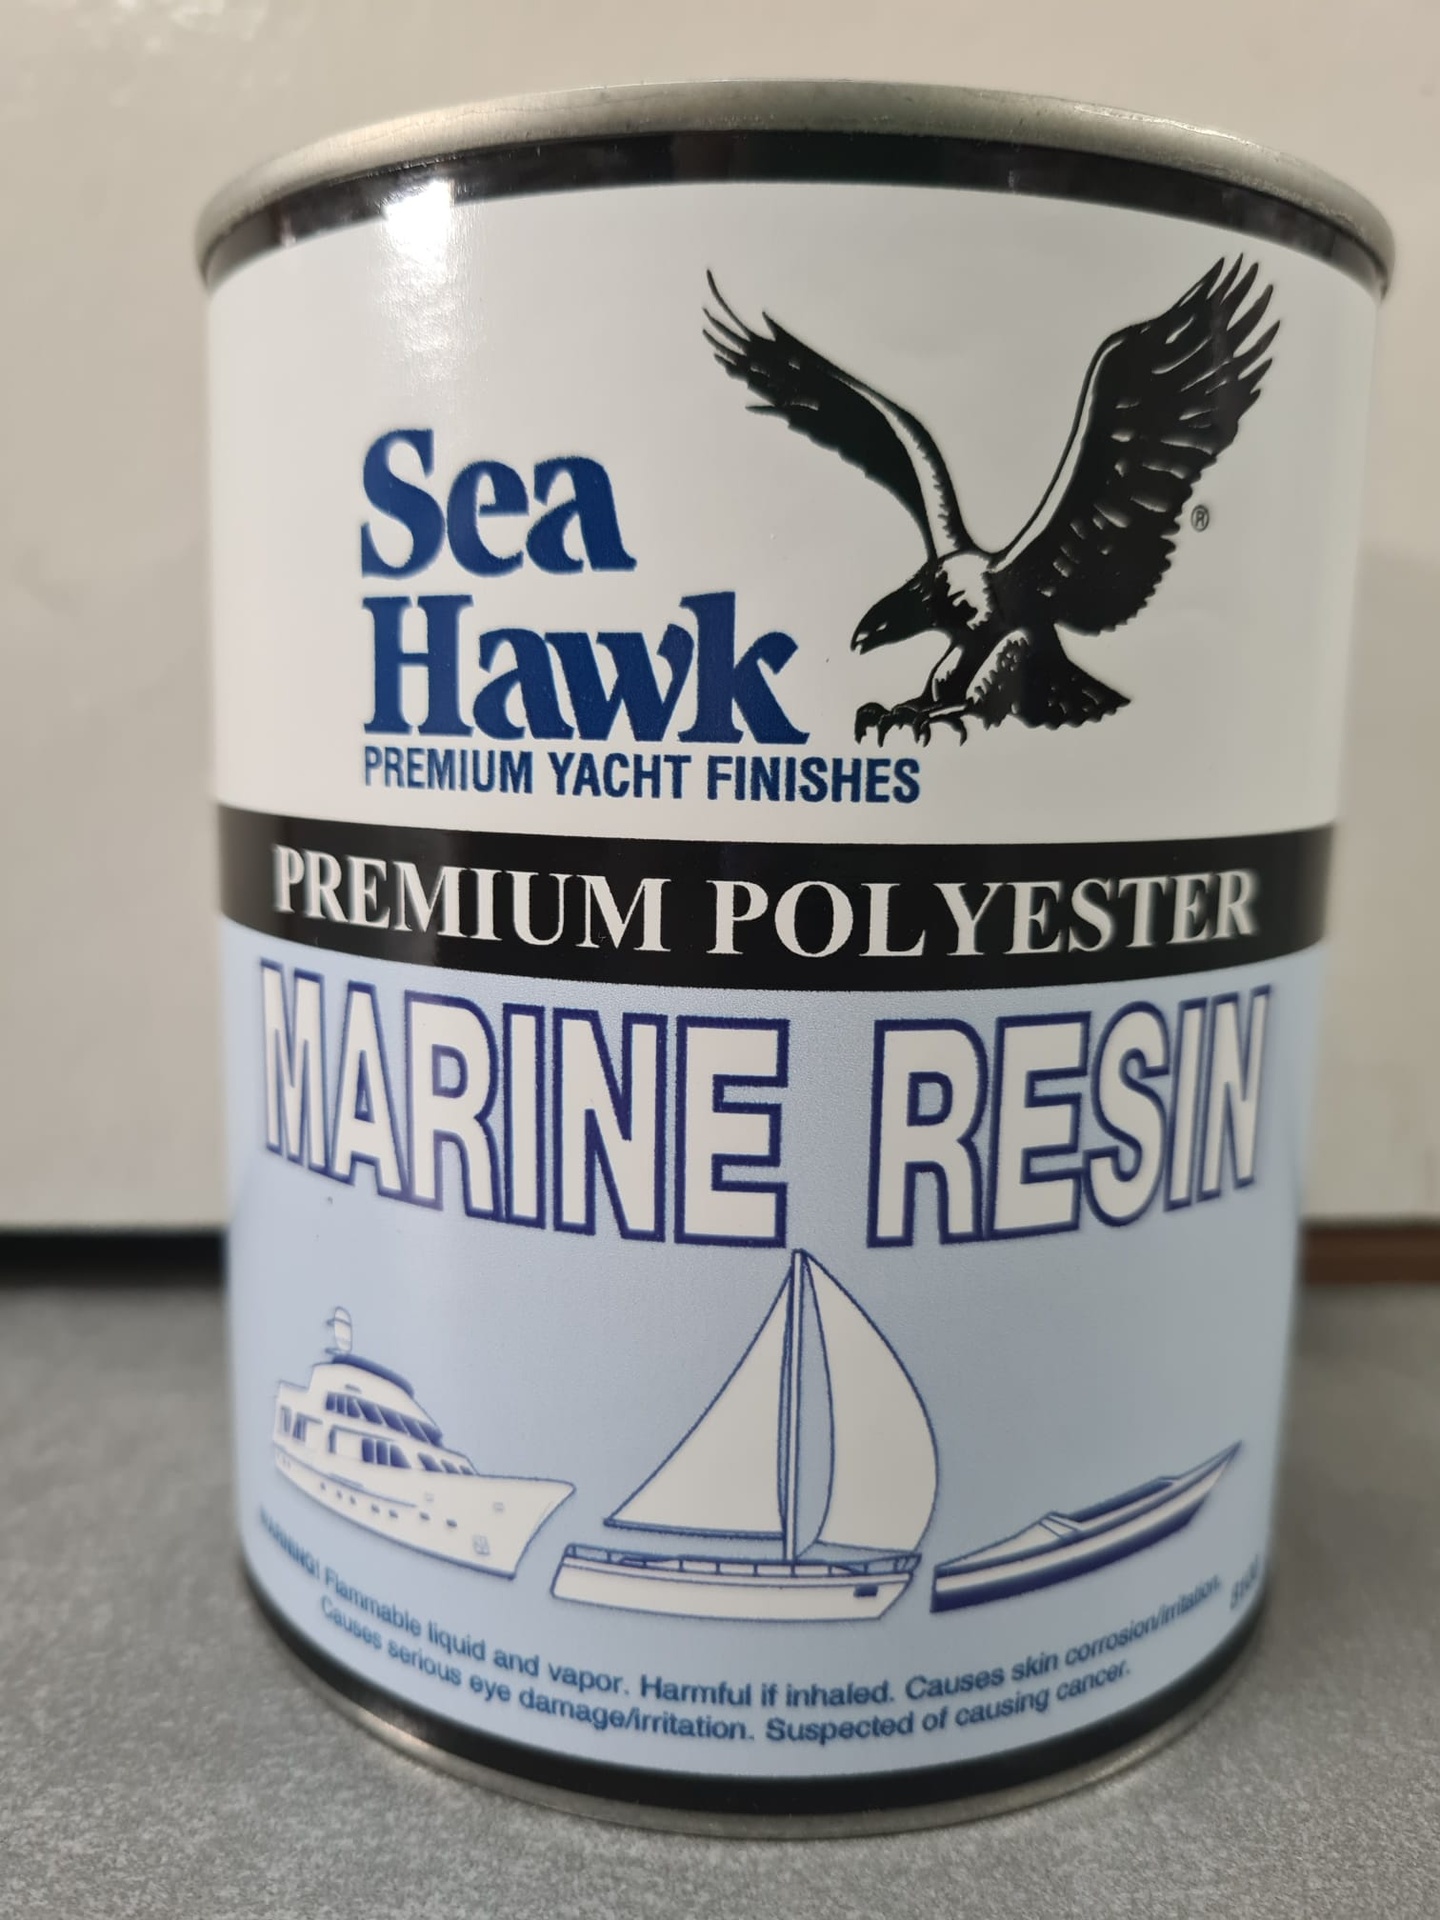 Sea
Hawk
®
PREMIUM YACHT FINISHES
PREMIUM POLYESTER
MARINE RESIN
WARNING! Flammable liquid and vapor. Harmful if inhaled. Causes skin corrosion/irritation.
Causes serious eye damage/irritation. Suspected of causing cancer.